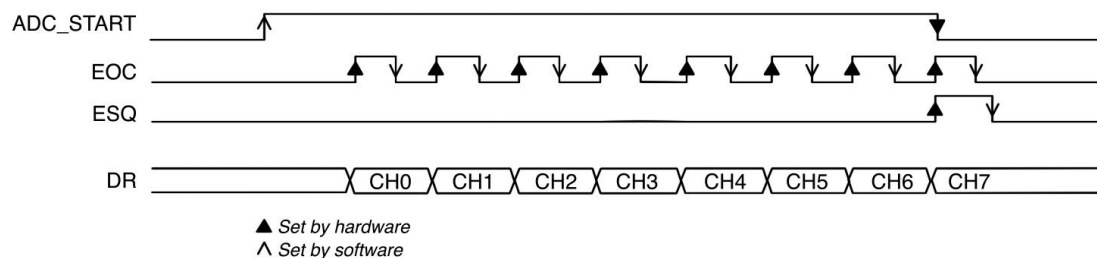 ADC_START
EOC
ESQ
DR CH0 CH1 CH2 CH3 CH4 CH5 CH6 CH7
Set by hardware
Set by software